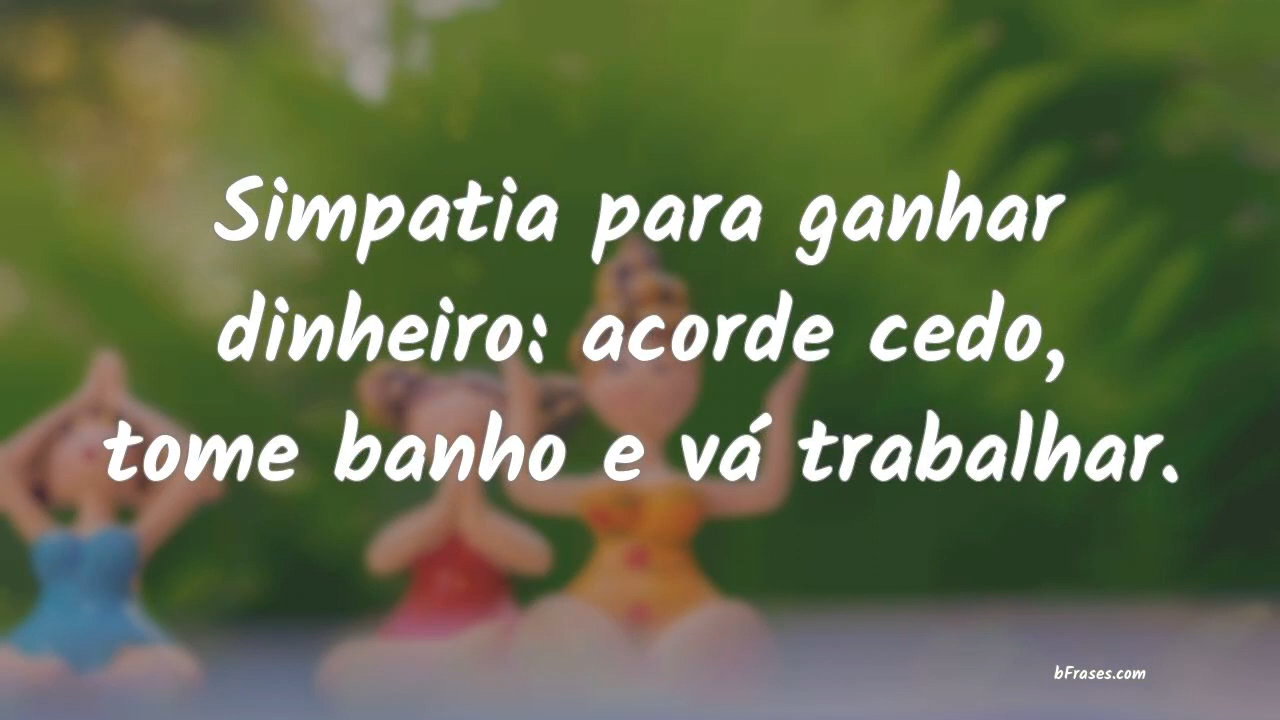 Simpatia para ganhar
dinheiro: acorde cedo,
tome banho e vá trabalhar.
bFrases.com